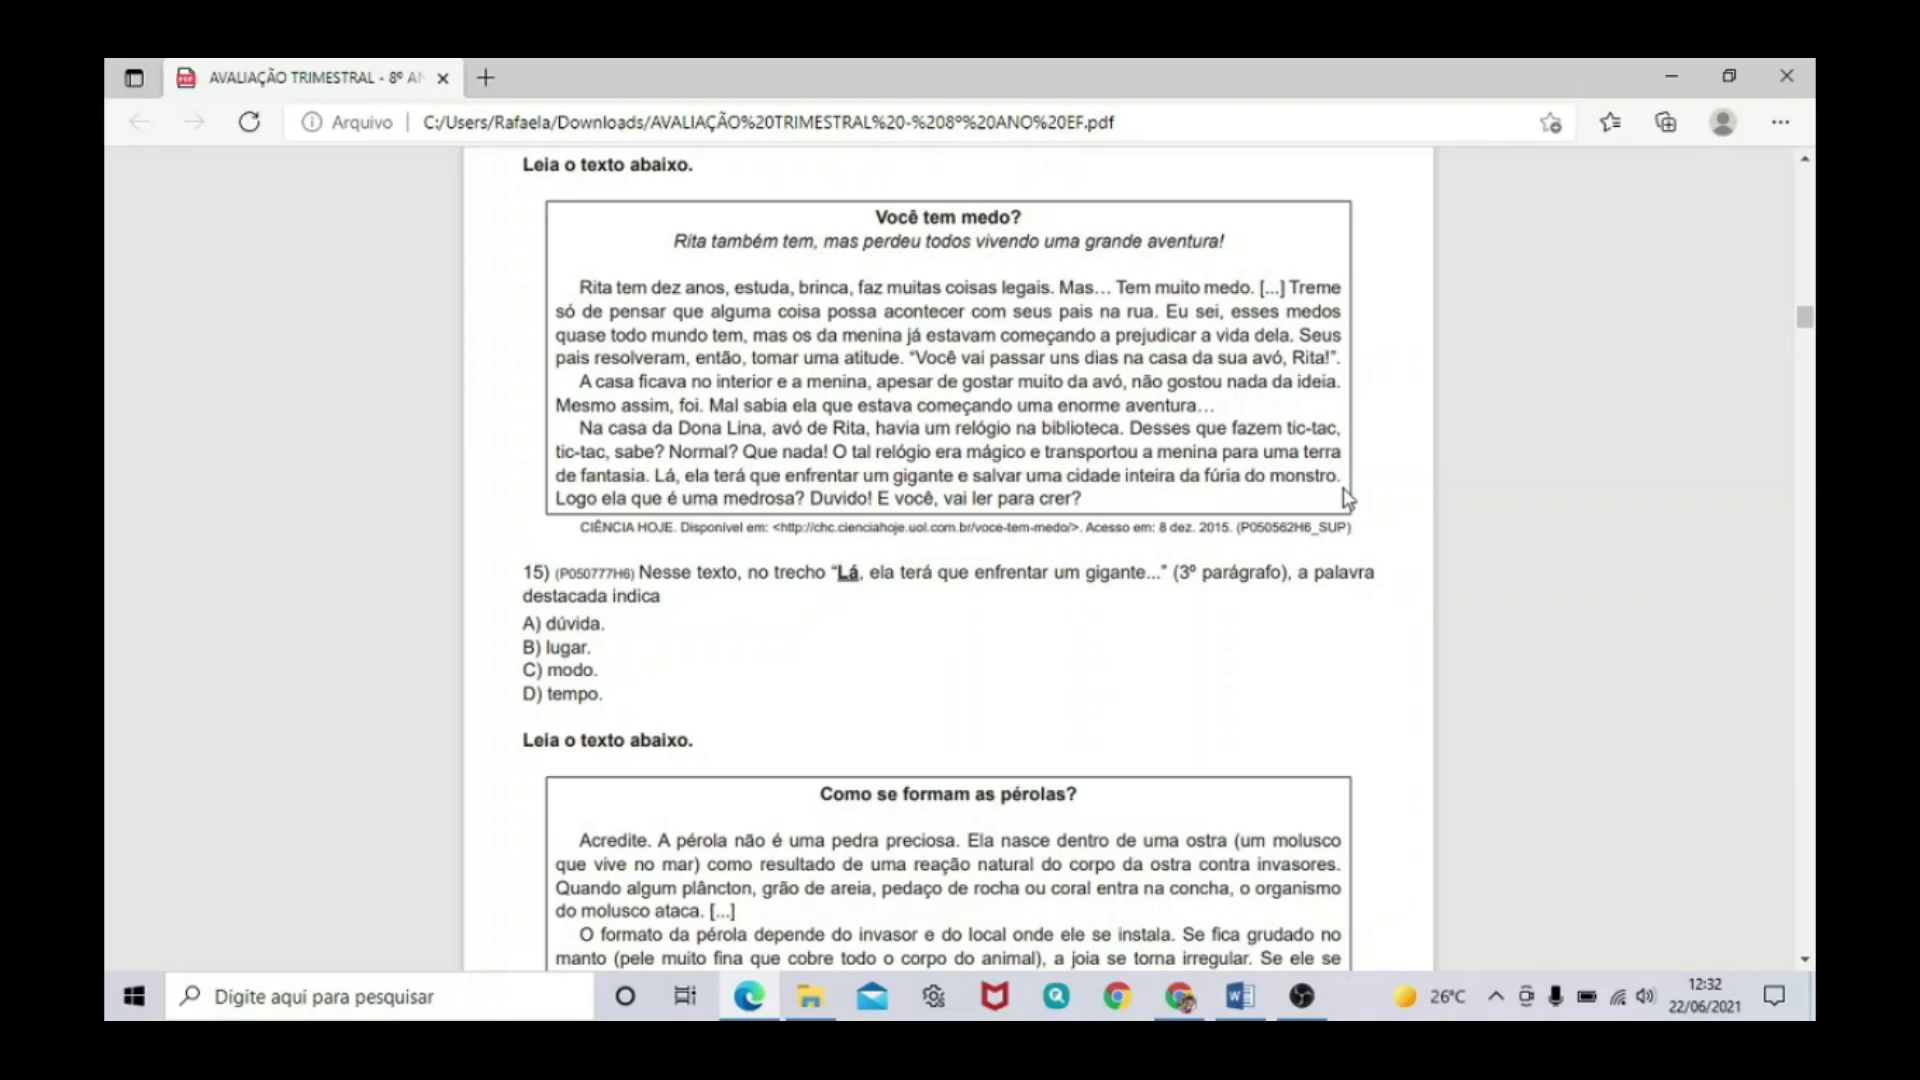 AVALIAÇÃO TRIMESTRAL - 8º AN
Arquivo
C:/Users/Rafaela/Downloads/AVALIAÇÃO%20TRIMESTRAL%20-%208º%20ANO%20EF.pdf
Leia o texto abaixo.
Você tem medo?
Rita também tem, mas perdeu todos vivendo uma grande aventura!
Rita tem dez anos, estuda, brinca, faz muitas coisas legais. Mas... Tem muito medo. [...] Treme
só de pensar que alguma coisa possa acontecer com seus pais na rua. Eu sei, esses medos
quase todo mundo tem, mas os da menina já estavam começando a prejudicar a vida dela. Seus
pais resolveram, então, tomar uma atitude. “Você vai passar uns dias na casa da sua avó, Rita!”.
A casa ficava no interior e a menina, apesar de gostar muito da avó, não gostou nada da ideia.
Mesmo assim, foi. Mal sabia ela que estava começando uma enorme aventura...
Na casa da Dona Lina, avó de Rita, havia um relógio na biblioteca. Desses que fazem tic-tac,
tic-tac, sabe? Normal? Que nada! O tal relógio era mágico e transportou a menina para uma terra
de fantasia. Lá, ela terá que enfrentar um gigante e salvar uma cidade inteira da fúria do monstro.
Logo ela que é uma medrosa? Duvido! E você, vai ler para crer?
CIÊNCIA HOJE. Disponível em: <http://chc.cienciahoje.uol.com.br/voce-tem-medo/>. Acesso em: 8 dez. 2015. (P050562H6_SUP)
15) (P050777H6) Nesse texto, no trecho “Lá, ela terá que enfrentar um gigante...” (3º parágrafo), a palavra
destacada indica
A) dúvida.
B) lugar.
C) modo.
D) tempo.
Leia o texto abaixo.
Como se formam as pérolas?
Acredite. A pérola não é uma pedra preciosa. Ela nasce dentro de uma ostra (um molusco
que vive no mar) como resultado de uma reação natural do corpo da ostra contra invasores.
Quando algum plâncton, grão de areia, pedaço de rocha ou coral entra na concha, o organismo
do molusco ataca. [...]
O formato da pérola depende do invasor e do local onde ele se instala. Se fica grudado no
manto (pele muito fina que cobre todo o corpo do animal), a joia se torna irregular. Se ele se
Digite aqui para pesquisar
26°C
12:32
22/06/2021